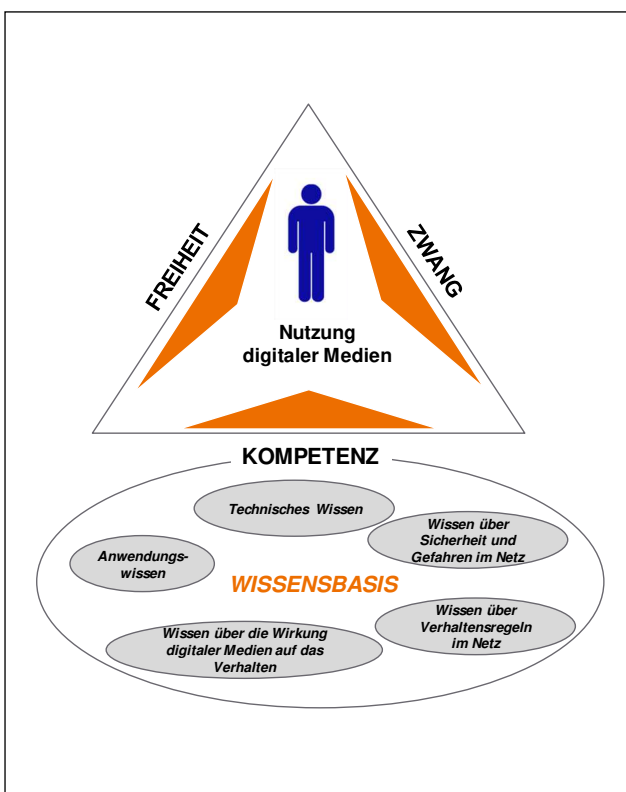 FREIHEIT
ZWANG
Nutzung
digitaler Medien
KOMPETENZ
Technisches Wissen
Wissen über
Sicherheit und
Gefahren im Netz
Anwendungs-
wissen
WISSENSBASIS
Wissen über
Verhaltensregeln
im Netz
Wissen über die Wirkung
digitaler Medien auf das
Verhalten